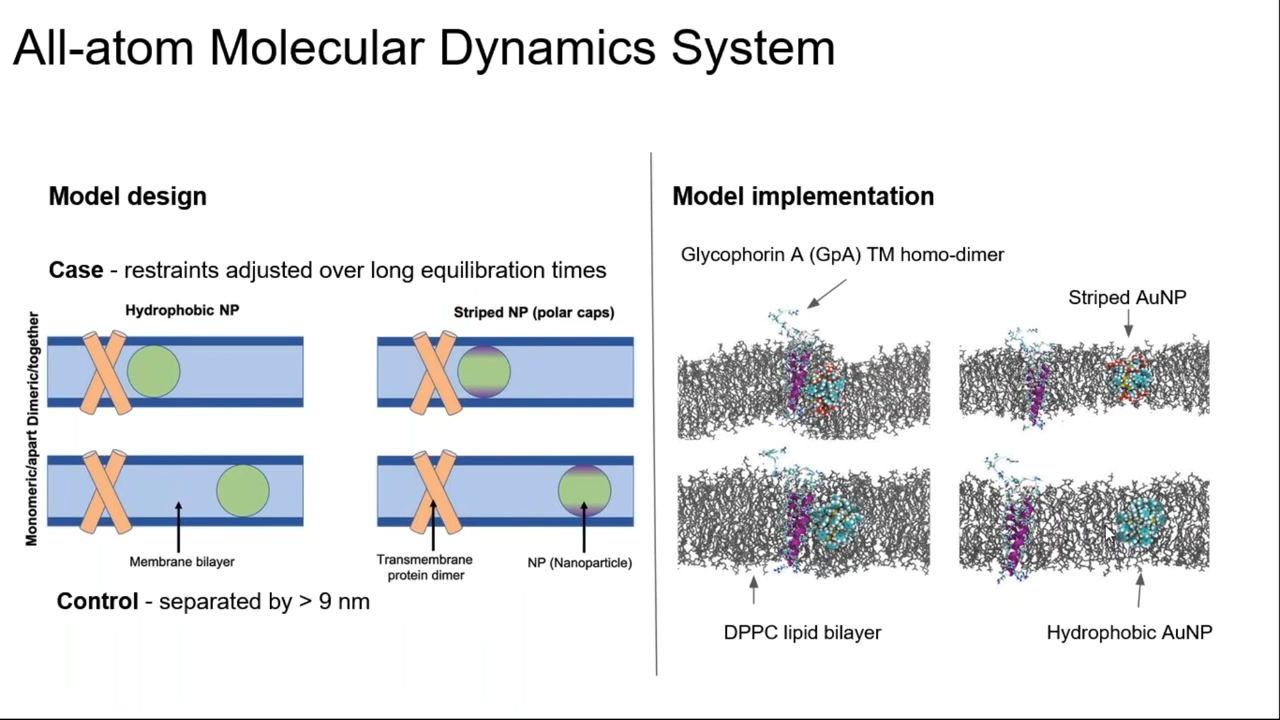 All-atom Molecular Dynamics System
Model design
Case - restraints adjusted over long equilibration times
Hydrophobic NP
Striped NP (polar caps)
Monomeric/apart Dimeric/together
Membrane bilayer
Transmembrane
protein dimer
NP (Nanoparticle)
Control - separated by > 9 nm
Model implementation
Glycophorin A (GpA) TM homo-dimer
Striped AuNP
DPPC lipid bilayer
Hydrophobic AuNP